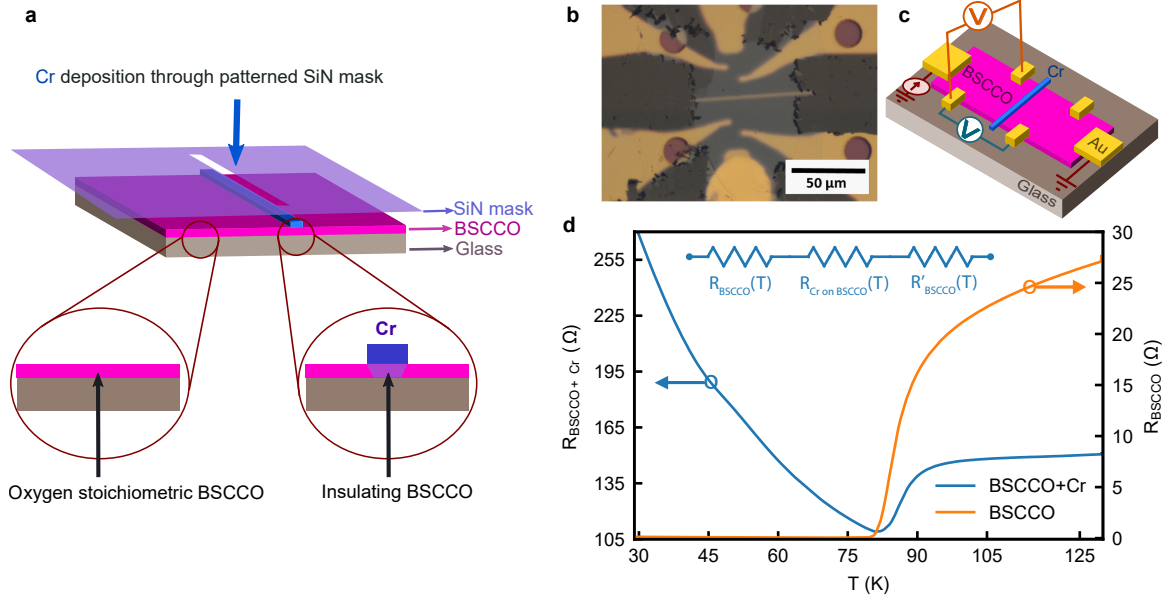 a
Cr deposition through patterned SiN mask
SiN mask
BSCCO
Glass
Cr
Oxygen stoichiometric BSCCO
Insulating BSCCO
b
50 µm
c
V
BSCCO
Cr
V
Au
Glass
d
R_BSCCO(T)
R_Cr on BSCCO(T)
R'_BSCCO(T)
R_BSCCO+ Cr (Ω)
255
225
195
165
135
105
30
25
20
15
10
5
0
R_BSCCO (Ω)
BSCCO+Cr
BSCCO
30
45
60
75
90
105
125
T (K)